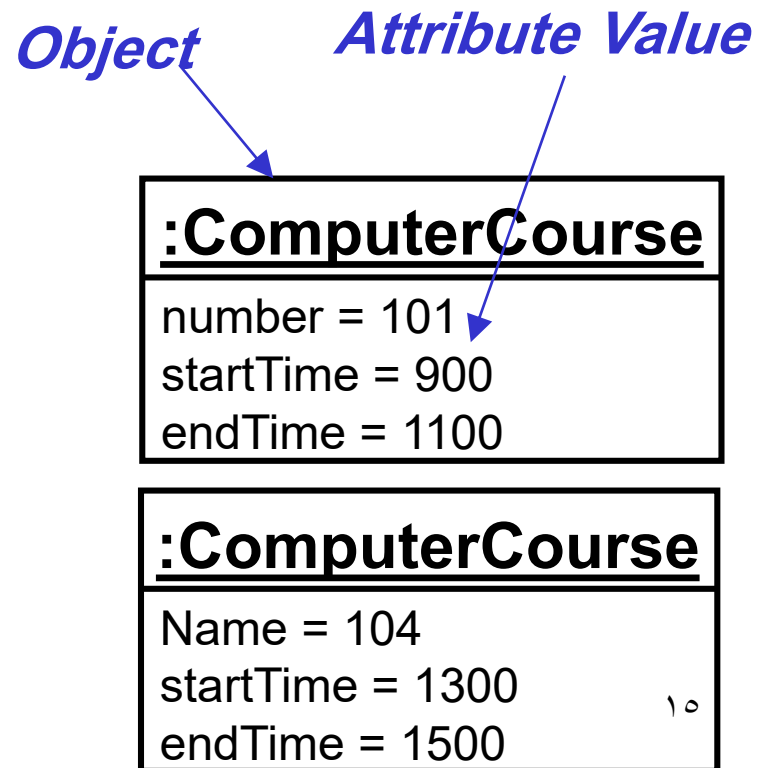 Object
Attribute Value
:ComputerCourse
number = 101
startTime = 900
endTime = 1100
:ComputerCourse
Name = 104
startTime = 1300
endTime = 1500
١٥